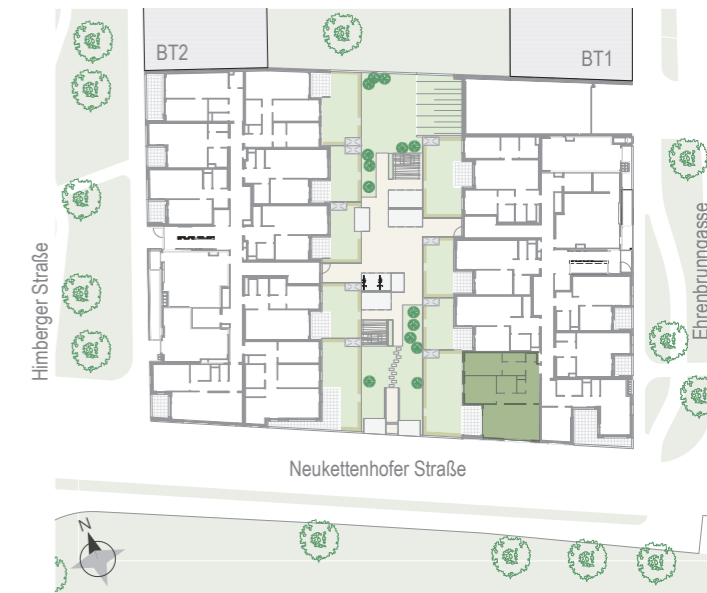 BT2
BT1
Himberger Straße
Ehrenbrunngasse
Neukettenhofer Straße
N